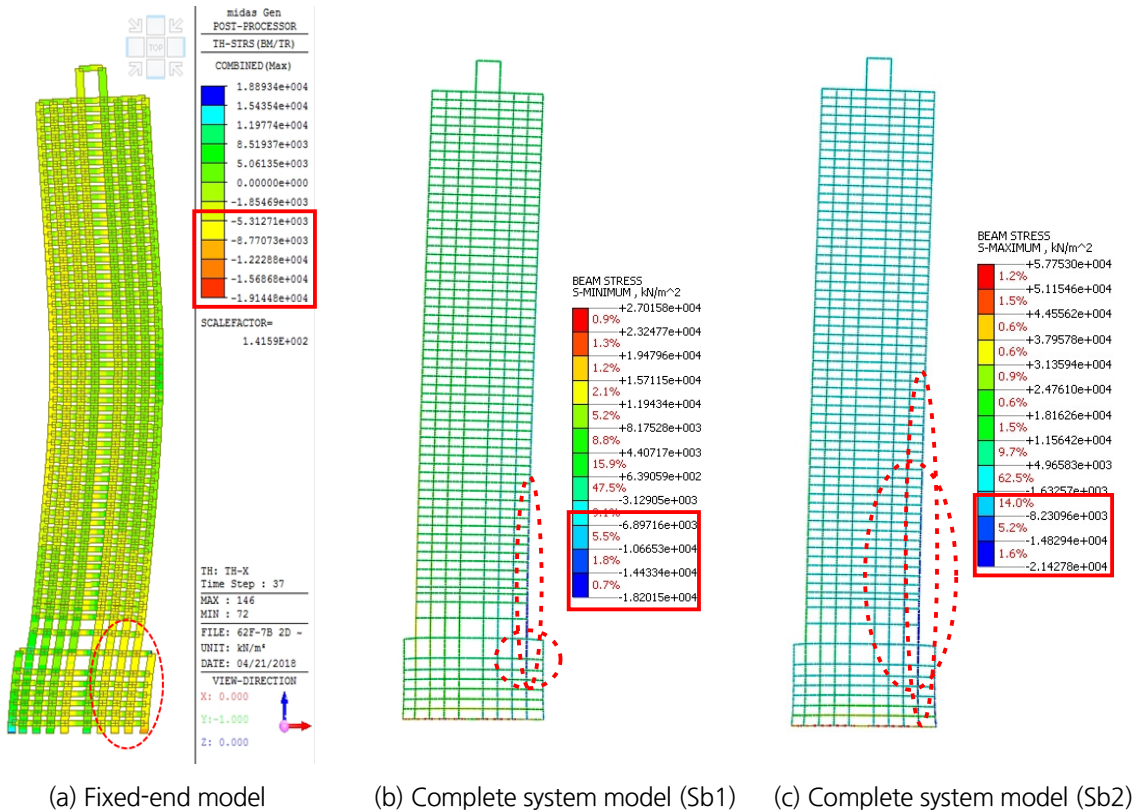 midas Gen
POST-PROCESSOR
TH-STRS(BM/TR)
COMBINED(Max)
1.88934e+004
1.54354e+004
1.19774e+004
8.51937e+003
5.06135e+003
0.00000e+000
-1.85469e+003
-5.31271e+003
-8.77073e+003
-1.22288e+004
-1.56868e+004
-1.91448e+004
SCALEFACTOR=
1.4159E+002
TH: TH-X
Time Step : 37
MAX : 146
MIN : 72
FILE: 62F-7B 2D ~
UNIT: kN/m²
DATE: 04/21/2018
VIEW-DIRECTION
X: 0.000
Y:-1.000
Z: 0.000
TOP
(a) Fixed-end model
BEAM STRESS
S-MINIMUM , kN/m^2
+2.70158e+004
0.9%
+2.32477e+004
1.3%
+1.94796e+004
1.2%
+1.57115e+004
2.1%
+1.19434e+004
5.2%
+8.17528e+003
8.8%
+4.40717e+003
15.9%
+6.39059e+002
47.5%
-3.12905e+003
9.1%
-6.89716e+003
5.5%
-1.06653e+004
1.8%
-1.44334e+004
0.7%
-1.82015e+004
(b) Complete system model (Sb1)
BEAM STRESS
S-MAXIMUM , kN/m^2
+5.77530e+004
1.2%
+5.11546e+004
1.5%
+4.45562e+004
0.6%
+3.79578e+004
0.6%
+3.13594e+004
0.9%
+2.47610e+004
0.6%
+1.81626e+004
1.5%
+1.15642e+004
9.7%
+4.96583e+003
62.5%
-1.63257e+003
14.0%
-8.23096e+003
5.2%
-1.48294e+004
1.6%
-2.14278e+004
(c) Complete system model (Sb2)